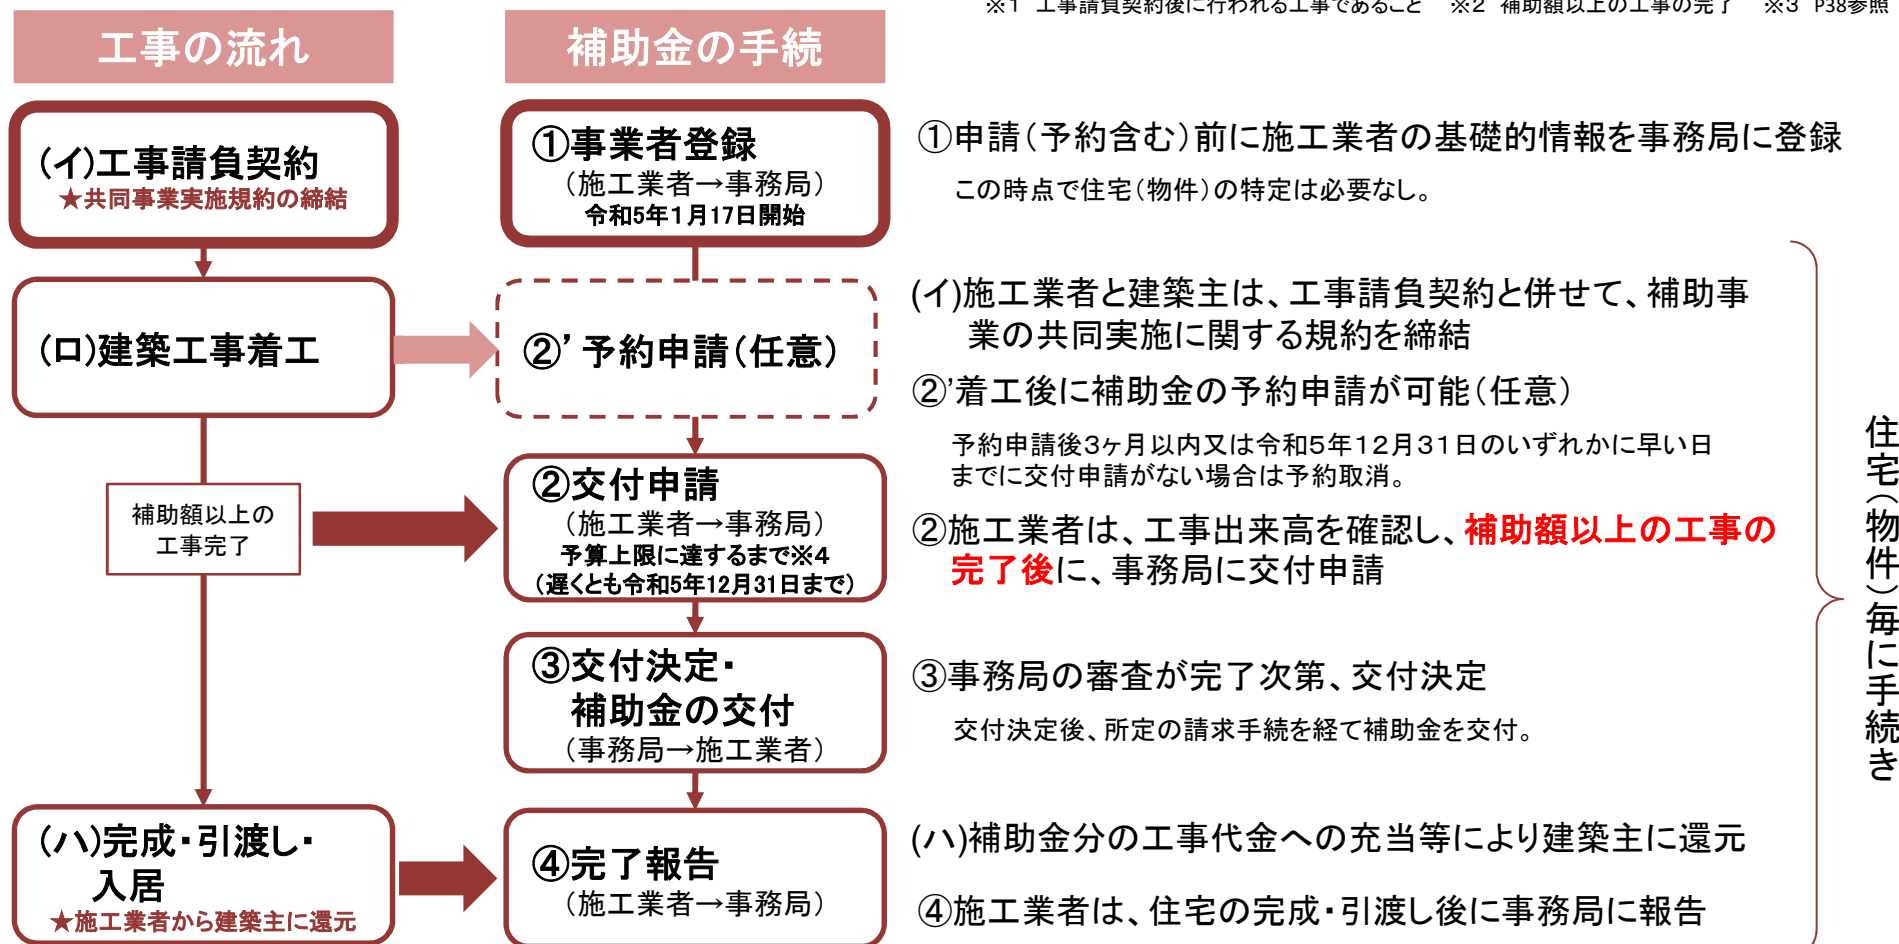 ※1 工事請負契約後に行われる工事であること ※2 補助額以上の工事の完了 ※3 P38参照
工事の流れ
補助金の手続
(イ)工事請負契約
★共同事業実施規約の締結
①事業者登録
(施工業者→事務局)
令和5年1月17日開始
①申請(予約含む)前に施工業者の基礎的情報を事務局に登録
この時点で住宅(物件)の特定は必要なし。
(ロ)建築工事着工
②’予約申請(任意)
(イ)施工業者と建築主は、工事請負契約と併せて、補助事
業の共同実施に関する規約を締結
②’着工後に補助金の予約申請が可能(任意)
予約申請後3ヶ月以内又は令和5年12月31日のいずれかに早い日
までに交付申請がない場合は予約取消。
補助額以上の
工事完了
②交付申請
(施工業者→事務局)
予算上限に達するまで※4
(遅くとも令和5年12月31日まで)
②施工業者は、工事出来高を確認し、補助額以上の工事の
完了後に、事務局に交付申請
③交付決定・
補助金の交付
(事務局→施工業者)
③事務局の審査が完了次第、交付決定
交付決定後、所定の請求手続を経て補助金を交付。
(ハ)完成・引渡し・
入居
★施工業者から建築主に還元
④完了報告
(施工業者→事務局)
(ハ)補助金分の工事代金への充当等により建築主に還元
④施工業者は、住宅の完成・引渡し後に事務局に報告
住宅(物件)毎に手続き